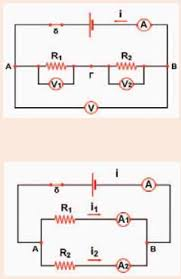 i
A
δ
R₁ R₂
A B
V₁ Γ V₂
V
i
A
δ
R₁ i₁
A₁
A B
R₂ i₂
A₂